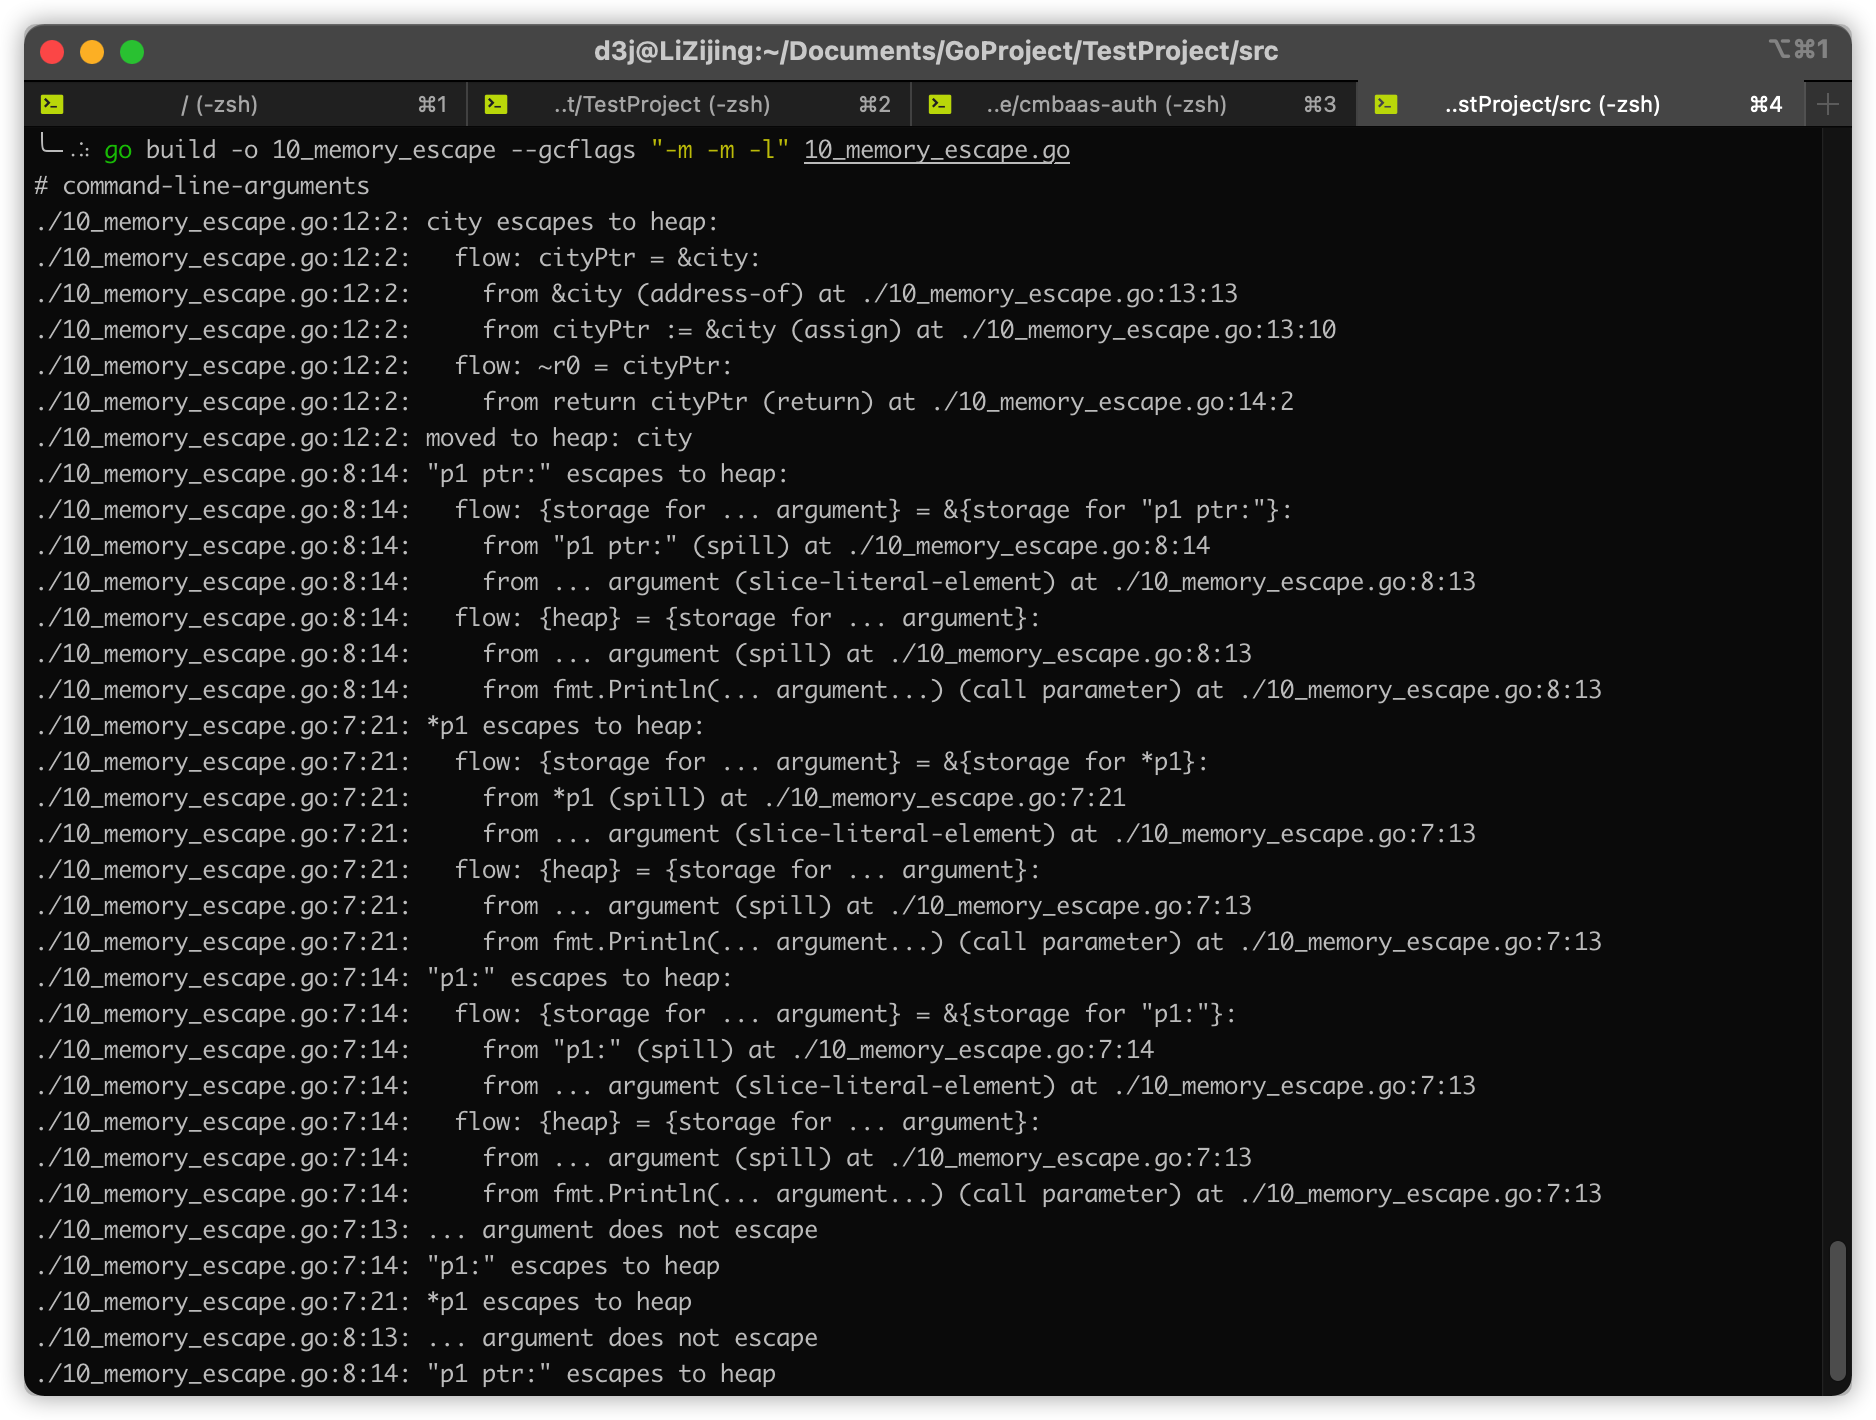 d3j@LiZijing:~/Documents/GoProject/TestProject/src
⌥⌘1
/ (-zsh) ⌘1 ..t/TestProject (-zsh) ⌘2 ..e/cmbaas-auth (-zsh) ⌘3 ..stProject/src (-zsh) ⌘4
go build -o 10_memory_escape --gcflags "-m -m -l" 10_memory_escape.go
# command-line-arguments
./10_memory_escape.go:12:2: city escapes to heap:
./10_memory_escape.go:12:2:   flow: cityPtr = &city:
./10_memory_escape.go:12:2:     from &city (address-of) at ./10_memory_escape.go:13:13
./10_memory_escape.go:12:2:     from cityPtr := &city (assign) at ./10_memory_escape.go:13:10
./10_memory_escape.go:12:2:   flow: ~r0 = cityPtr:
./10_memory_escape.go:12:2:     from return cityPtr (return) at ./10_memory_escape.go:14:2
./10_memory_escape.go:12:2: moved to heap: city
./10_memory_escape.go:8:14: "p1 ptr:" escapes to heap:
./10_memory_escape.go:8:14:   flow: {storage for ... argument} = &{storage for "p1 ptr:"}:
./10_memory_escape.go:8:14:     from "p1 ptr:" (spill) at ./10_memory_escape.go:8:14
./10_memory_escape.go:8:14:     from ... argument (slice-literal-element) at ./10_memory_escape.go:8:13
./10_memory_escape.go:8:14:   flow: {heap} = {storage for ... argument}:
./10_memory_escape.go:8:14:     from ... argument (spill) at ./10_memory_escape.go:8:13
./10_memory_escape.go:8:14:     from fmt.Println(... argument...) (call parameter) at ./10_memory_escape.go:8:13
./10_memory_escape.go:7:21: *p1 escapes to heap:
./10_memory_escape.go:7:21:   flow: {storage for ... argument} = &{storage for *p1}:
./10_memory_escape.go:7:21:     from *p1 (spill) at ./10_memory_escape.go:7:21
./10_memory_escape.go:7:21:     from ... argument (slice-literal-element) at ./10_memory_escape.go:7:13
./10_memory_escape.go:7:21:   flow: {heap} = {storage for ... argument}:
./10_memory_escape.go:7:21:     from ... argument (spill) at ./10_memory_escape.go:7:13
./10_memory_escape.go:7:21:     from fmt.Println(... argument...) (call parameter) at ./10_memory_escape.go:7:13
./10_memory_escape.go:7:14: "p1:" escapes to heap:
./10_memory_escape.go:7:14:   flow: {storage for ... argument} = &{storage for "p1:"}:
./10_memory_escape.go:7:14:     from "p1:" (spill) at ./10_memory_escape.go:7:14
./10_memory_escape.go:7:14:     from ... argument (slice-literal-element) at ./10_memory_escape.go:7:13
./10_memory_escape.go:7:14:   flow: {heap} = {storage for ... argument}:
./10_memory_escape.go:7:14:     from ... argument (spill) at ./10_memory_escape.go:7:13
./10_memory_escape.go:7:14:     from fmt.Println(... argument...) (call parameter) at ./10_memory_escape.go:7:13
./10_memory_escape.go:7:13: ... argument does not escape
./10_memory_escape.go:7:14: "p1:" escapes to heap
./10_memory_escape.go:7:21: *p1 escapes to heap
./10_memory_escape.go:8:13: ... argument does not escape
./10_memory_escape.go:8:14: "p1 ptr:" escapes to heap